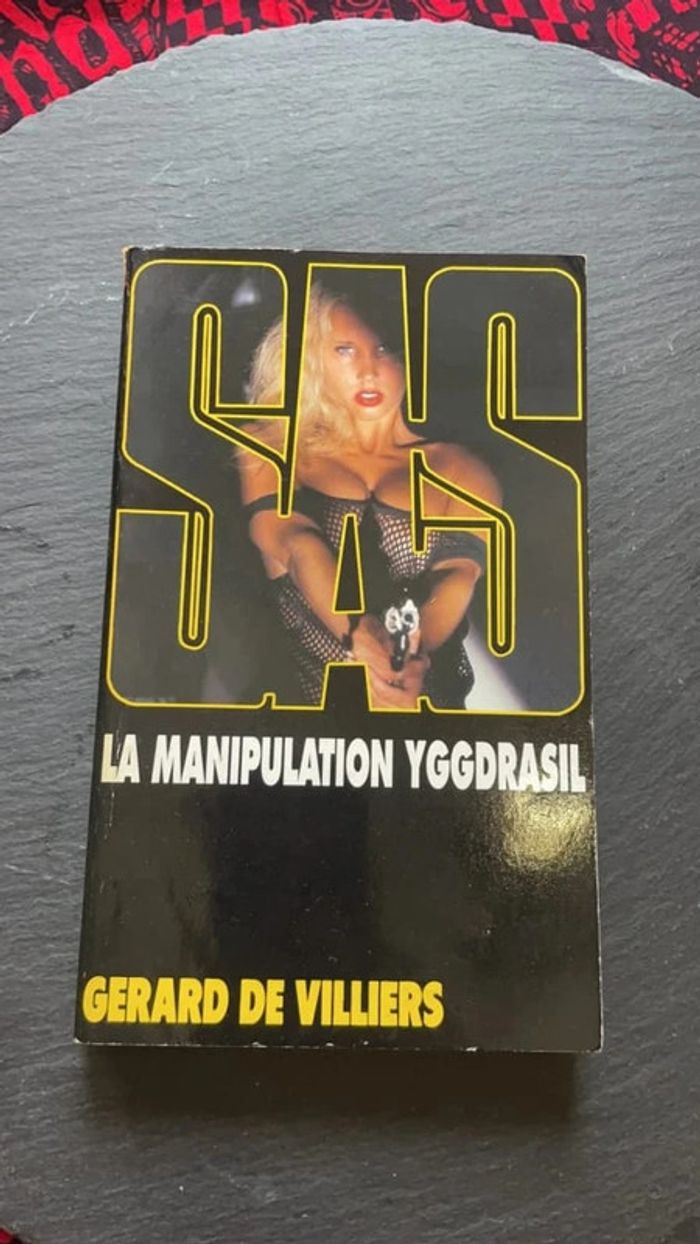 SAS
LA MANIPULATION YGGDRASIL
GERARD DE VILLIERS